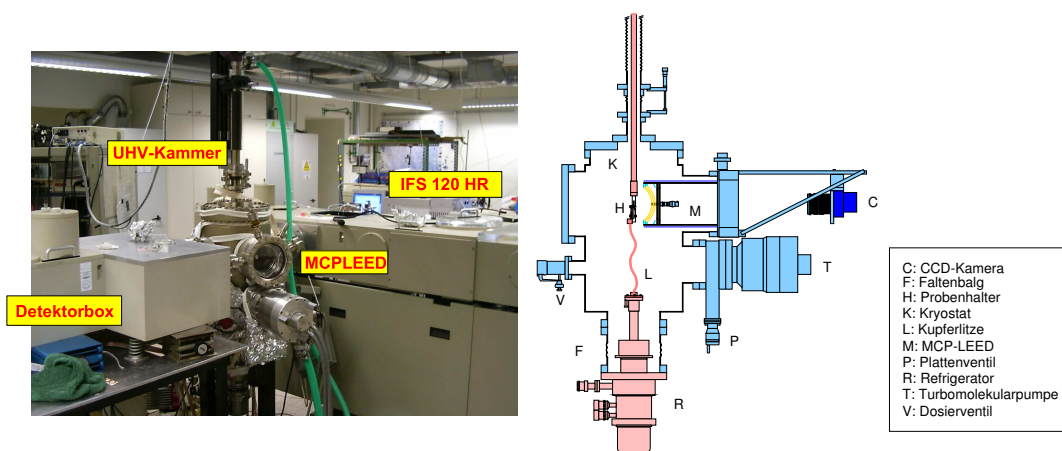 UHV-Kammer
IFS 120 HR
MCPLEED
Detektorbox
K
H
M
C
L
T
V
P
F
R
C: CCD-Kamera
F: Faltenbalg
H: Probenhalter
K: Kryostat
L: Kupferlitze
M: MCP-LEED
P: Plattenventil
R: Refrigerator
T: Turbomolekularpumpe
V: Dosierventil